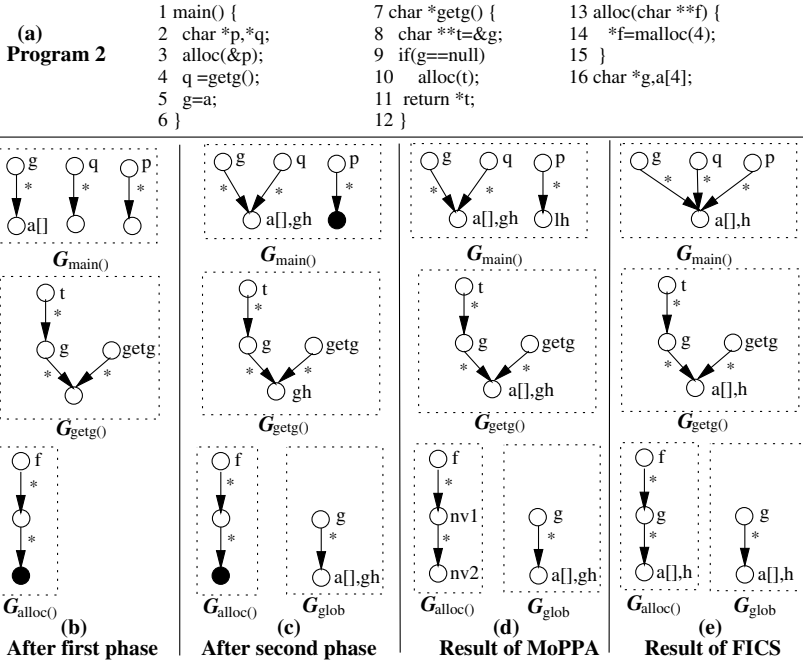 (a)
Program 2
1 main() {
2 char *p,*q;
3 alloc(&p);
4 q =getg();
5 g=a;
6 }
7 char *getg() {
8 char **t=&g;
9 if(g==null)
10 alloc(t);
11 return *t;
12 }
13 alloc(char **f) {
14 *f=malloc(4);
15 }
16 char *g,a[4];
g q p
* * *
a[]
G main()
t
*
g getg
* *
G getg()
f
*
*
G alloc()
(b)
After first phase
g q p
* * *
a[],gh
G main()
t
*
g getg
* *
gh
G getg()
f
*
*
G alloc()
g
*
a[],gh
G glob
(c)
After second phase
g q p
* * *
a[],gh lh
G main()
t
*
g getg
* *
a[],gh
G getg()
f
*
nv1
*
nv2
G alloc()
g
*
a[],gh
G glob
(d)
Result of MoPPA
g q p
* * *
a[],h
G main()
t
*
g getg
* *
a[],h
G getg()
f
*
g
*
a[],h
G alloc()
g
*
a[],h
G glob
(e)
Result of FICS